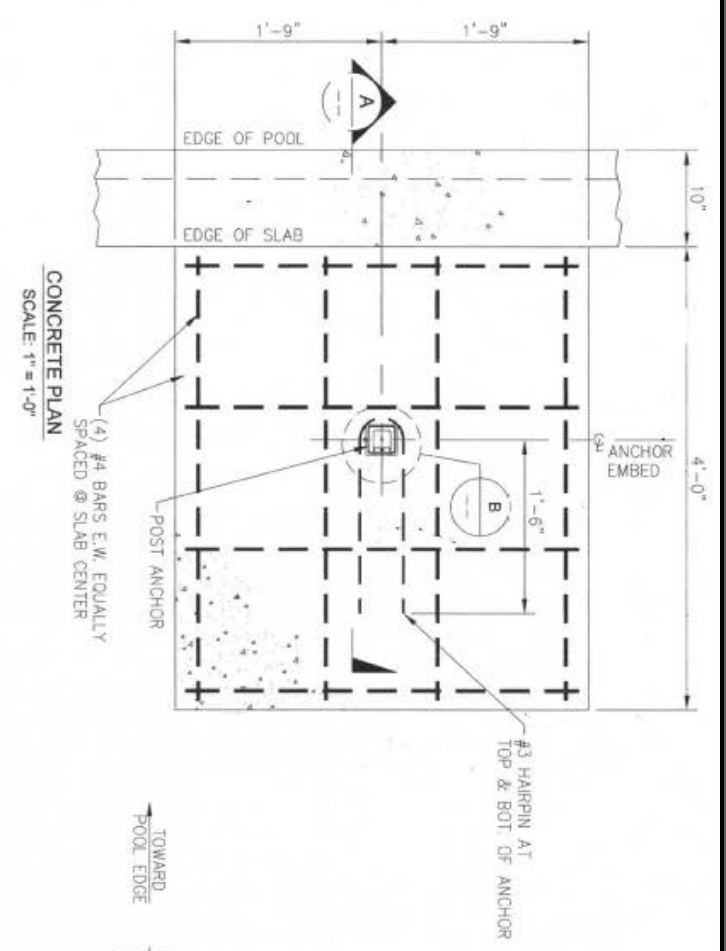 1'-9"
1'-9"
A
--
EDGE OF POOL
10"
EDGE OF SLAB
CONCRETE PLAN
SCALE: 1" = 1'-0"
(4) #4 BARS E.W. EQUALLY
SPACED @ SLAB CENTER
POST ANCHOR
℄ ANCHOR
EMBED
4'-0"
1'-6"
B
--
#3 HAIRPIN AT
TOP & BOT. OF ANCHOR
TOWARD
POOL EDGE